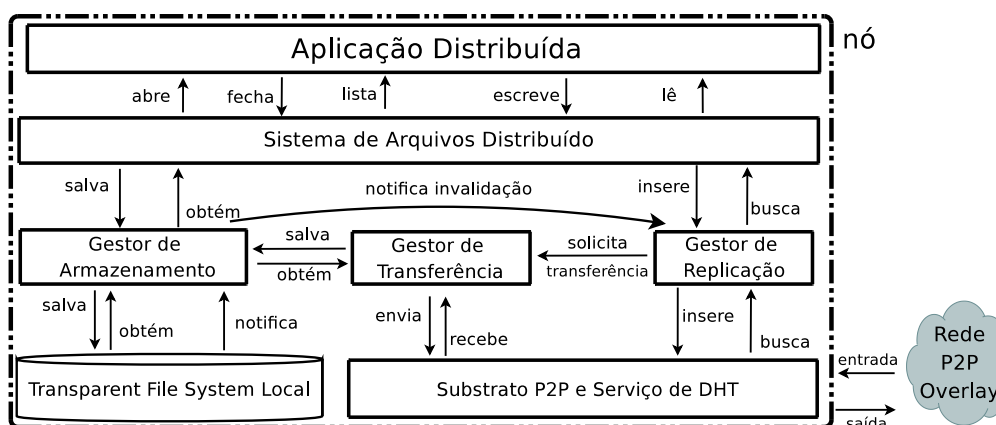 Aplicação Distribuída
nó
abre
fecha
lista
escreve
lê
Sistema de Arquivos Distribuído
salva
obtém
notifica invalidação
insere
busca
Gestor de
Armazenamento
salva
obtém
Gestor de
Transferência
solicita
transferência
Gestor de
Replicação
salva
obtém
notifica
envia
recebe
insere
busca
Transparent File System Local
Substrato P2P e Serviço de DHT
entrada
saída
Rede
P2P
Overlay